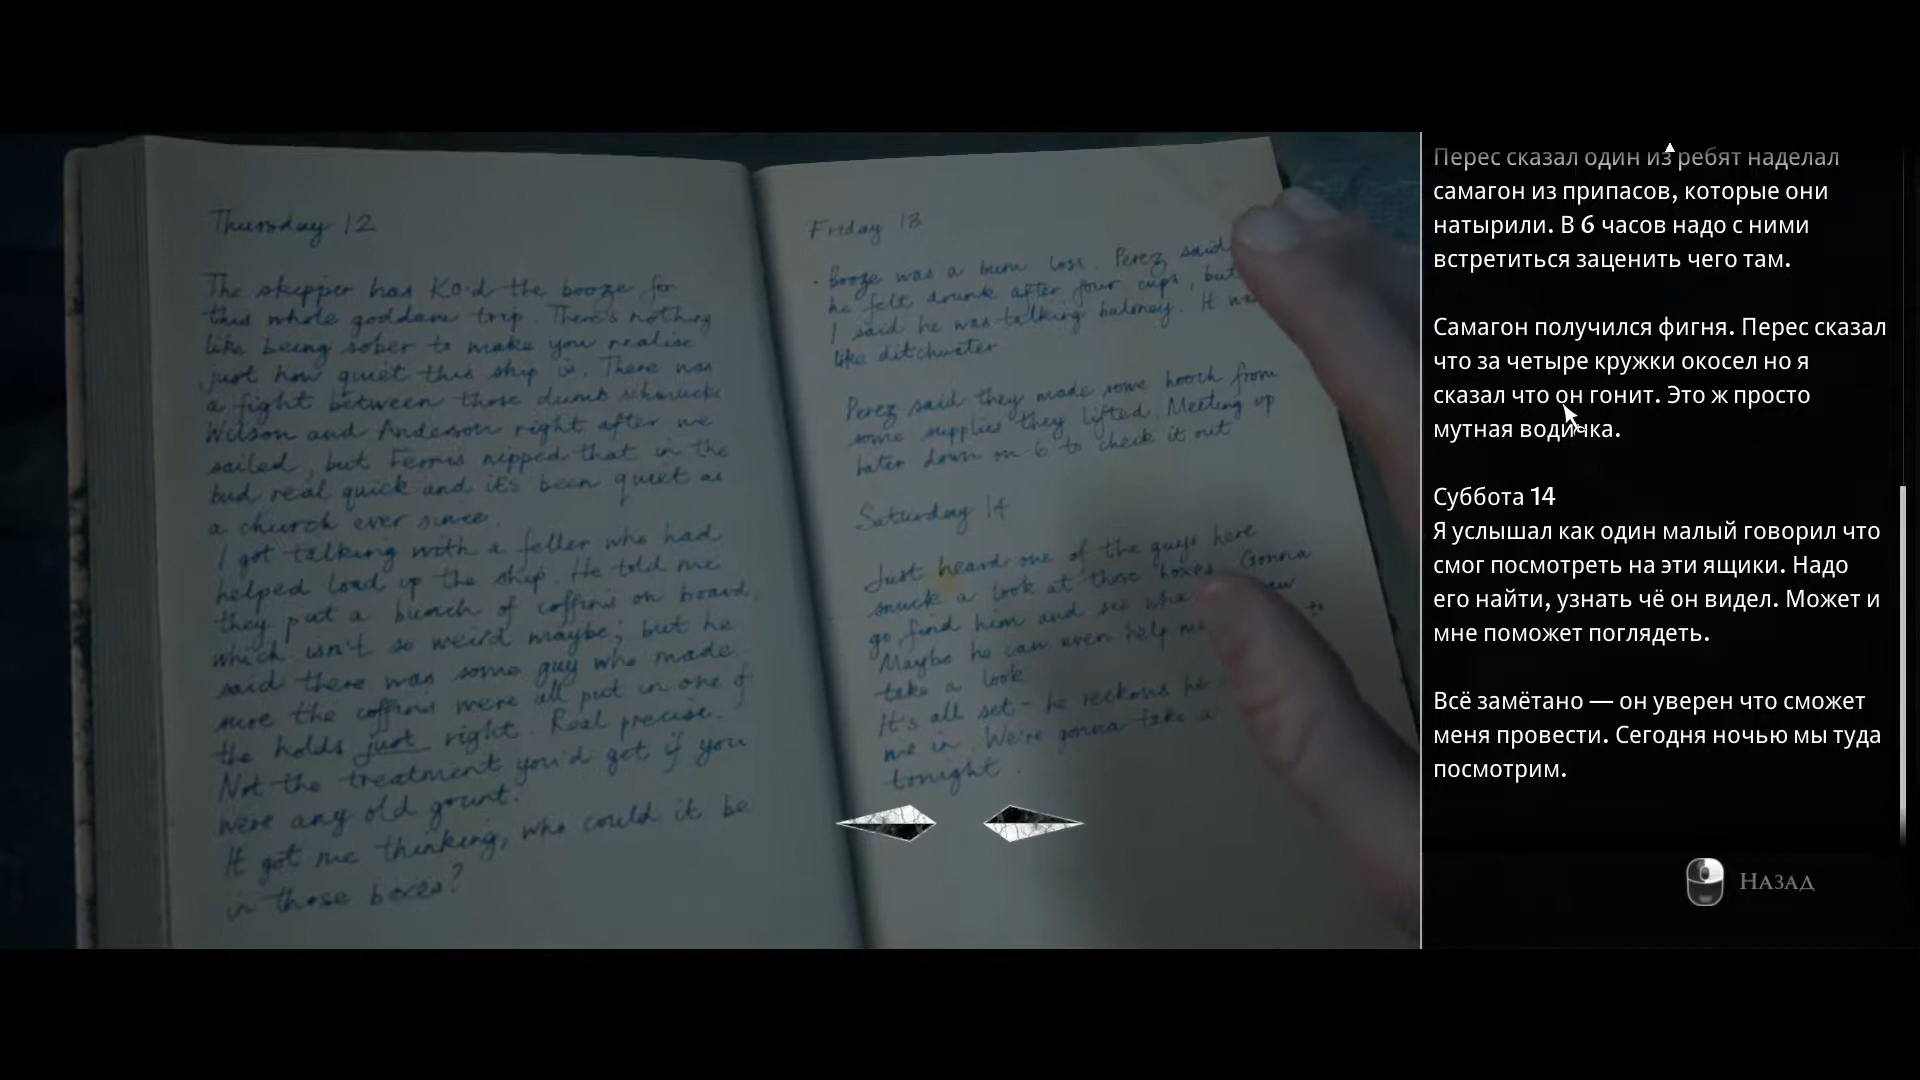 Thursday 12
The skipper has KO'd the booze for
this whole goddam trip. There's nothing
like being sober to make you realise
just how quiet this ship is. There was
a fight between those dumb schmucks
Wilson and Anderson right after we
sailed, but Ferris nipped that in the
bud real quick and it's been quiet as
a church ever since.
I got talking with a feller who had
helped load up the ship. He told me
they put a bunch of coffins on board,
which isn't so weird maybe; but he
said there was some guy who made
sure the coffins were all put in one of
the holds just right. Real precise.
Not the treatment you'd get if you
were any old grunt.
It got me thinking, who could it be
in those boxes?
Friday 13
Booze was a bum loss. Perez said
he felt drunk after four cups, but
I said he was talking baloney. It was
like ditchwater
Perez said they made some hooch from
some supplies they lifted. Meeting up
later down on 6 to check it out
Saturday 14
Just heard one of the guys here
snuck a look at those boxes. Gonna
go find him and see what
Maybe he can even help me to
take a look
It's all set - he reckons he
me in. We're gonna take a
tonight.
Перес сказал один из ребят наделал
самагон из припасов, которые они
натырили. В 6 часов надо с ними
встретиться заценить чего там.
Самагон получился фигня. Перес сказал
что за четыре кружки окосел но я
сказал что он гонит. Это ж просто
мутная водичка.
Суббота 14
Я услышал как один малый говорил что
смог посмотреть на эти ящики. Надо
его найти, узнать чё он видел. Может и
мне поможет поглядеть.
Всё замётано — он уверен что сможет
меня провести. Сегодня ночью мы туда
посмотрим.
НАЗАД